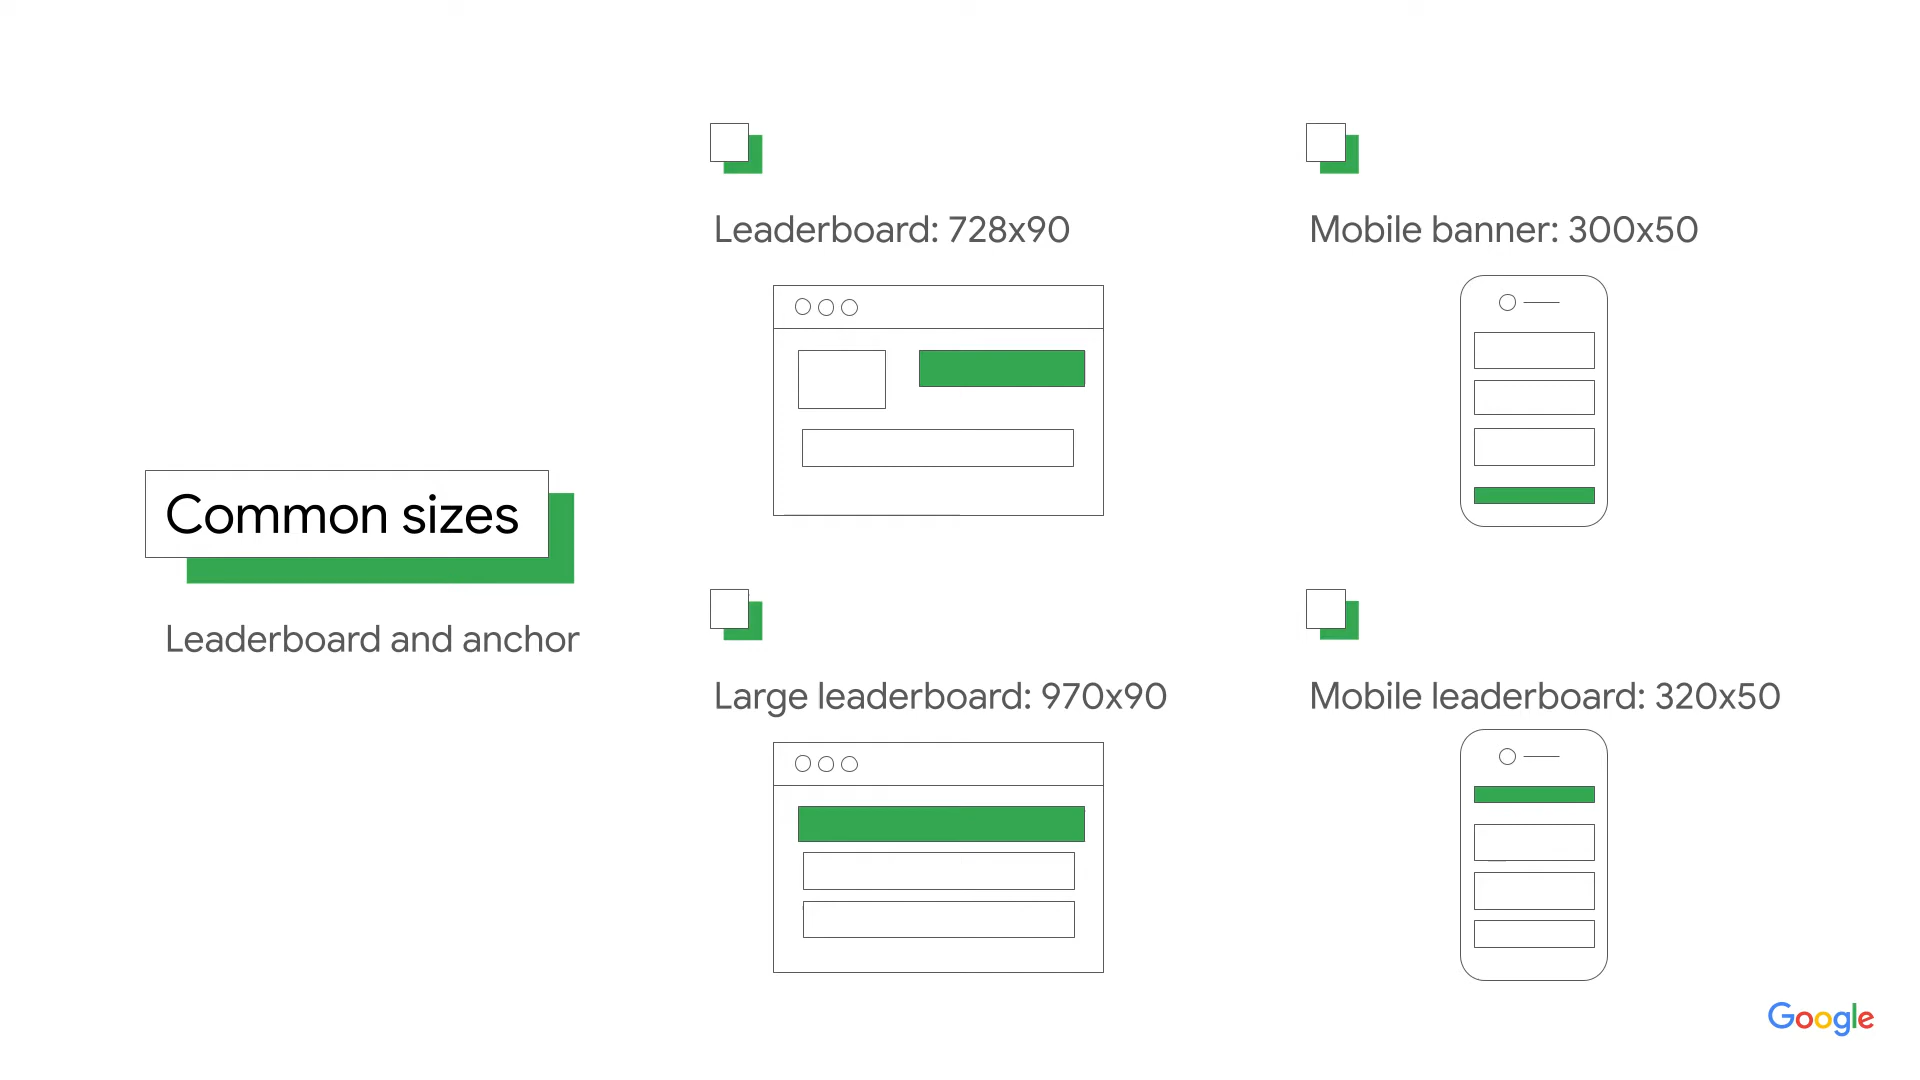 Common sizes
Leaderboard and anchor
Leaderboard: 728x90
Mobile banner: 300x50
Large leaderboard: 970x90
Mobile leaderboard: 320x50
Google